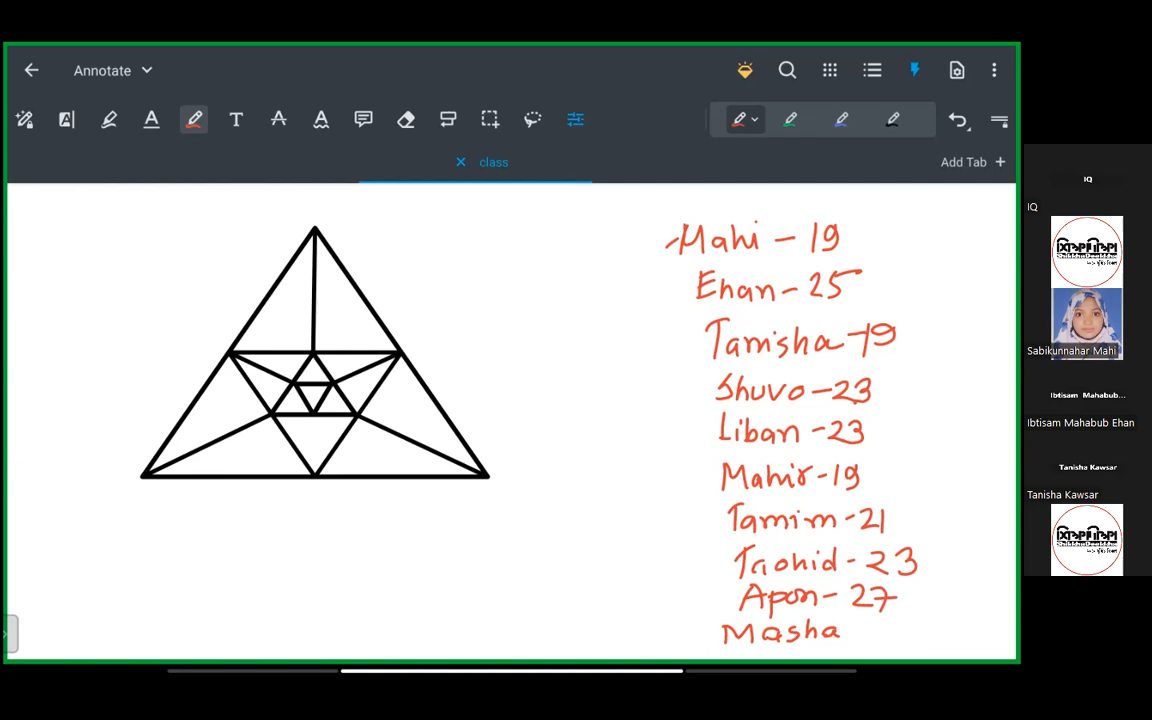 Annotate
class
Add Tab +
Mahi - 19
Ehan - 25
Tanisha - 19
Shuvo - 23
Liban - 23
Mahir - 19
Tamim - 21
Taohid - 23
Apon - 27
Masha
IQ
IQ
Sabikunnahar Mahi
Ibtisam Mahabub...
Ibtisam Mahabub Ehan
Tanisha Kawsar
Tanisha Kawsar